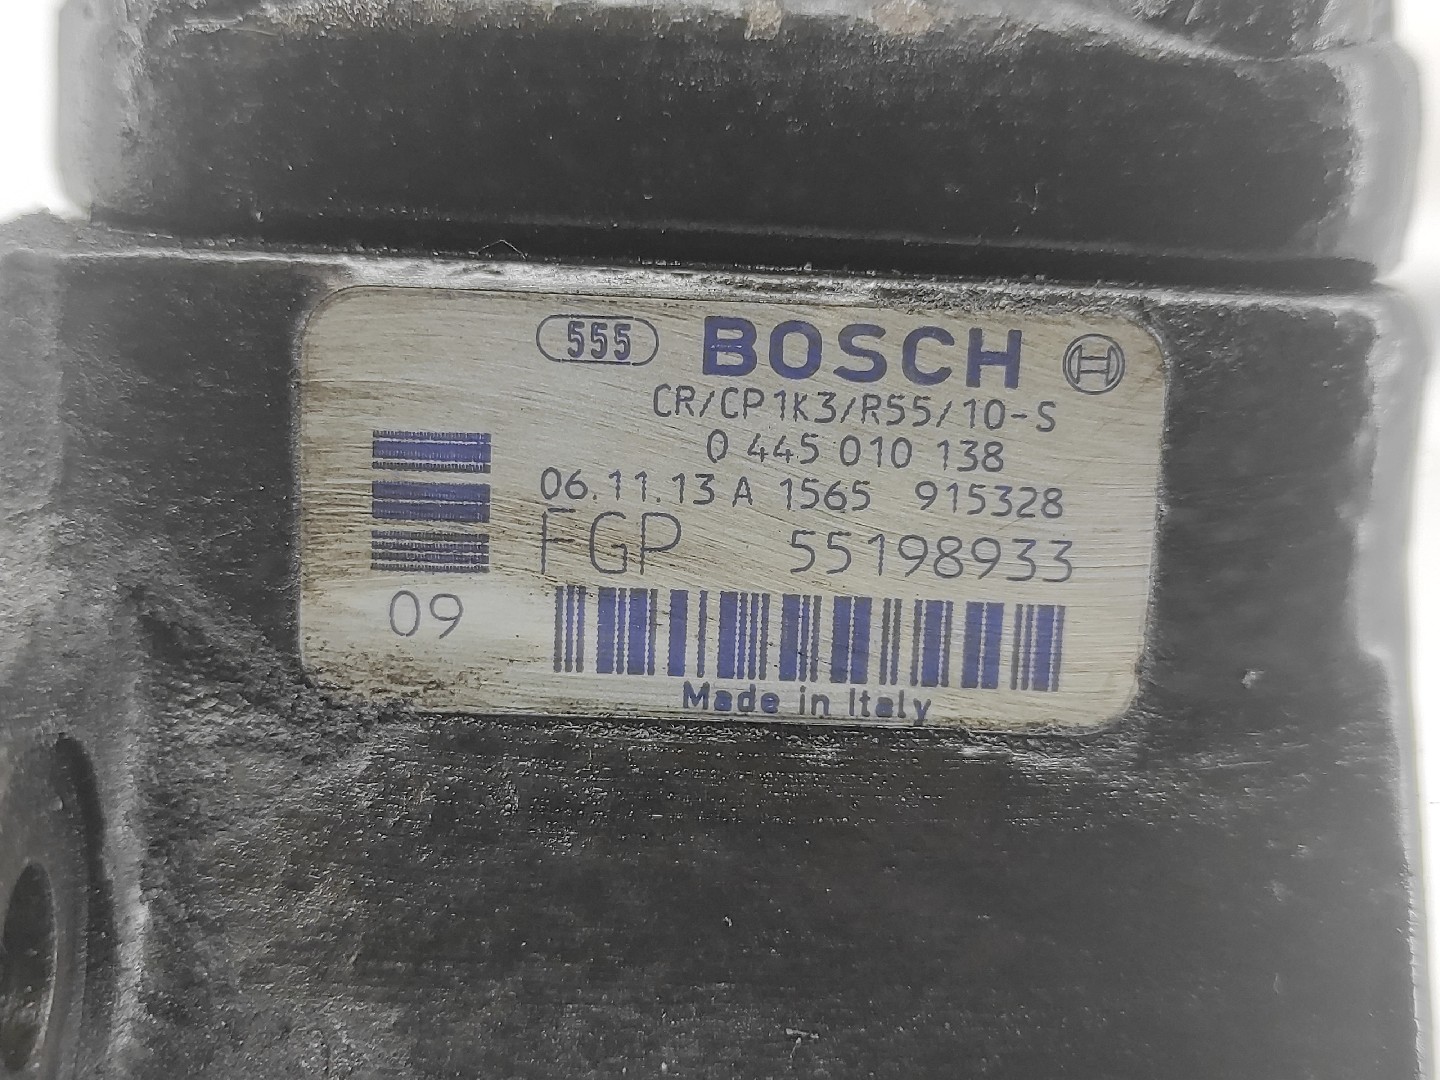 555 BOSCH
CR/CP1K3/R55/10-S
0 445 010 138
06.11.13 A 1565 915328
FGP 55198933
09
Made in Italy